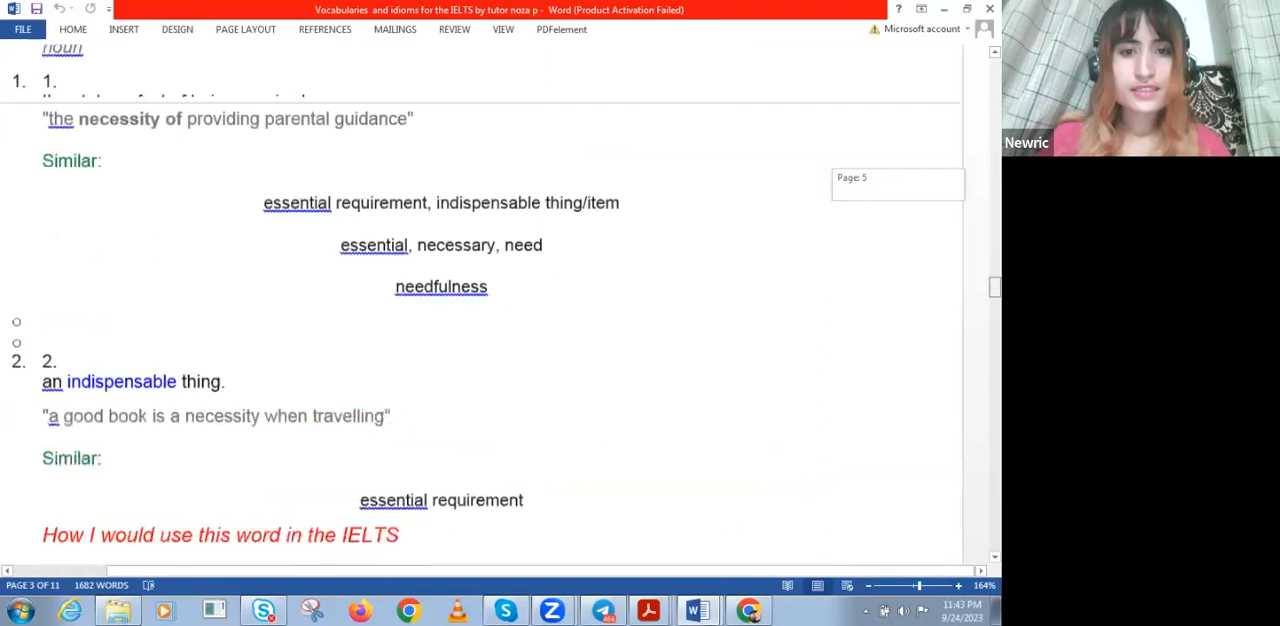 Vocabularies and idioms for the IELTS by tutor noza p - Word (Product Activation Failed)
FILE HOME INSERT DESIGN PAGE LAYOUT REFERENCES MAILINGS REVIEW VIEW PDFelement Microsoft account
noun
1. 1.
"the necessity of providing parental guidance"
Similar:
Page: 5
essential requirement, indispensable thing/item
essential, necessary, need
needfulness
2. 2.
an indispensable thing.
"a good book is a necessity when travelling"
Similar:
essential requirement
How I would use this word in the IELTS
PAGE 3 OF 11 1682 WORDS 164%
11:43 PM
9/24/2023
Newric